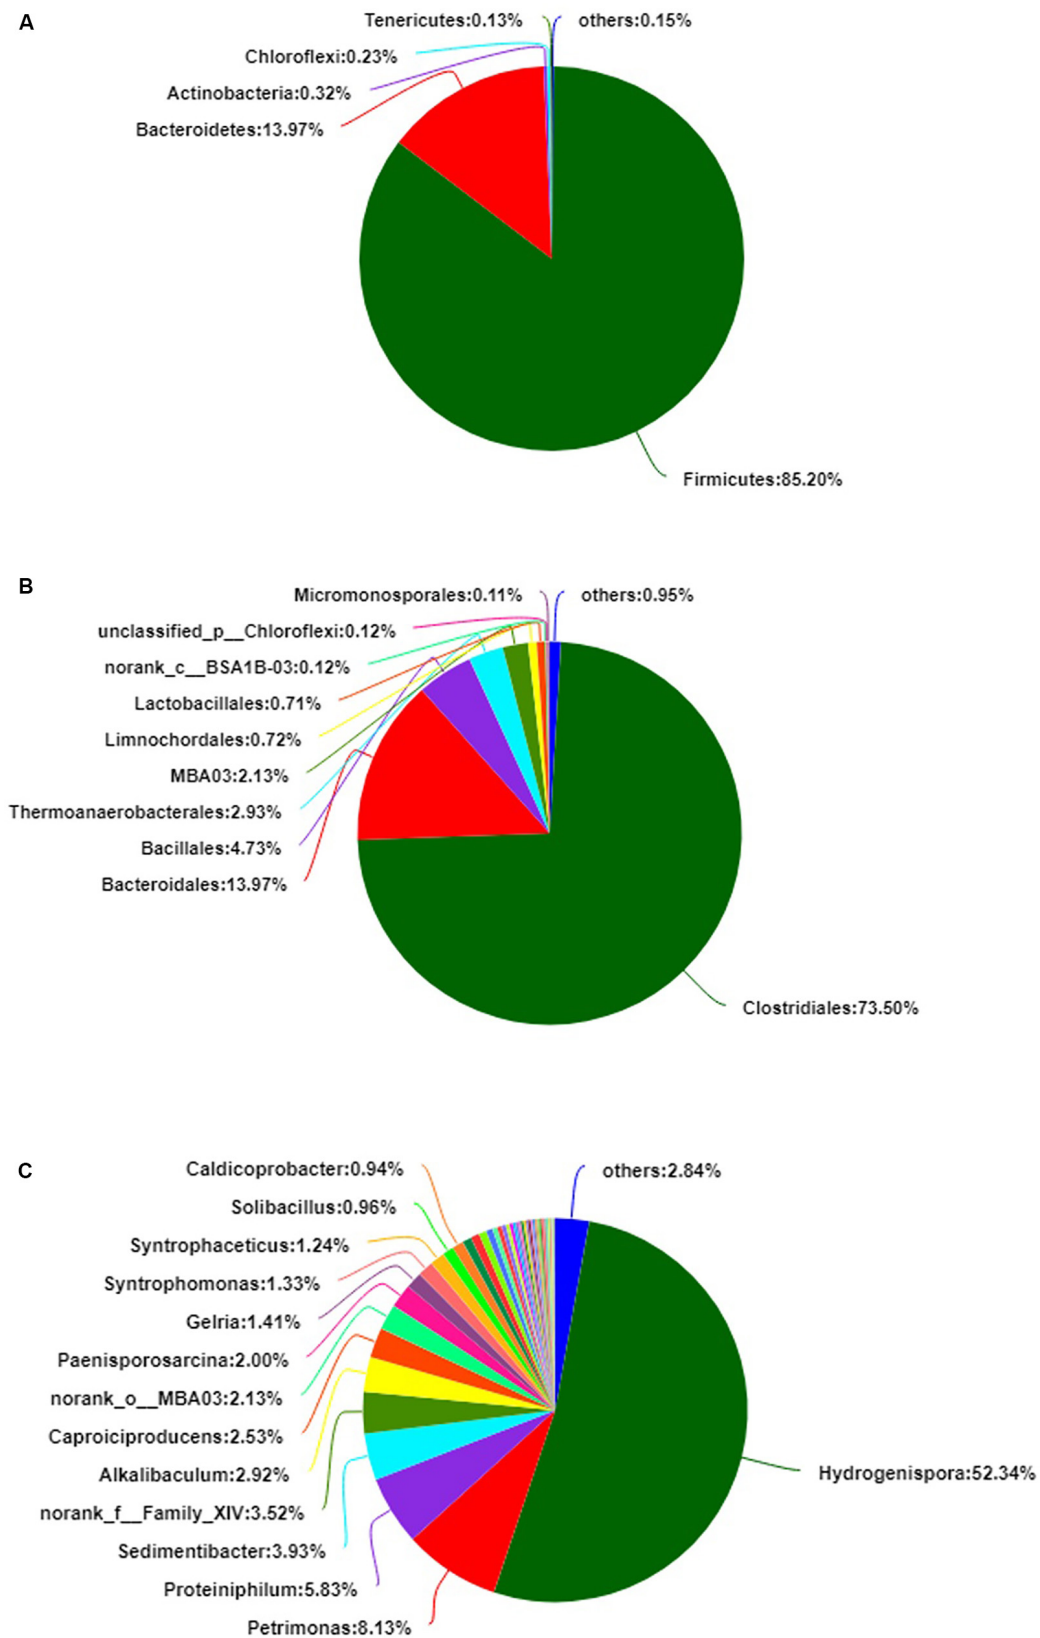 A
Tenericutes:0.13%
others:0.15%
Chloroflexi:0.23%
Actinobacteria:0.32%
Bacteroidetes:13.97%
Firmicutes:85.20%
B
Micromonosporales:0.11%
others:0.95%
unclassified_p__Chloroflexi:0.12%
norank_c__BSA1B-03:0.12%
Lactobacillales:0.71%
Limnochordales:0.72%
MBA03:2.13%
Thermoanaerobacterales:2.93%
Bacillales:4.73%
Bacteroidales:13.97%
Clostridiales:73.50%
C
Caldicoprobacter:0.94%
others:2.84%
Solibacillus:0.96%
Syntrophaceticus:1.24%
Syntrophomonas:1.33%
Gelria:1.41%
Paenisporosarcina:2.00%
norank_o__MBA03:2.13%
Caproiciproducens:2.53%
Alkalibaculum:2.92%
Hydrogenispora:52.34%
norank_f__Family_XIV:3.52%
Sedimentibacter:3.93%
Proteiniphilum:5.83%
Petrimonas:8.13%